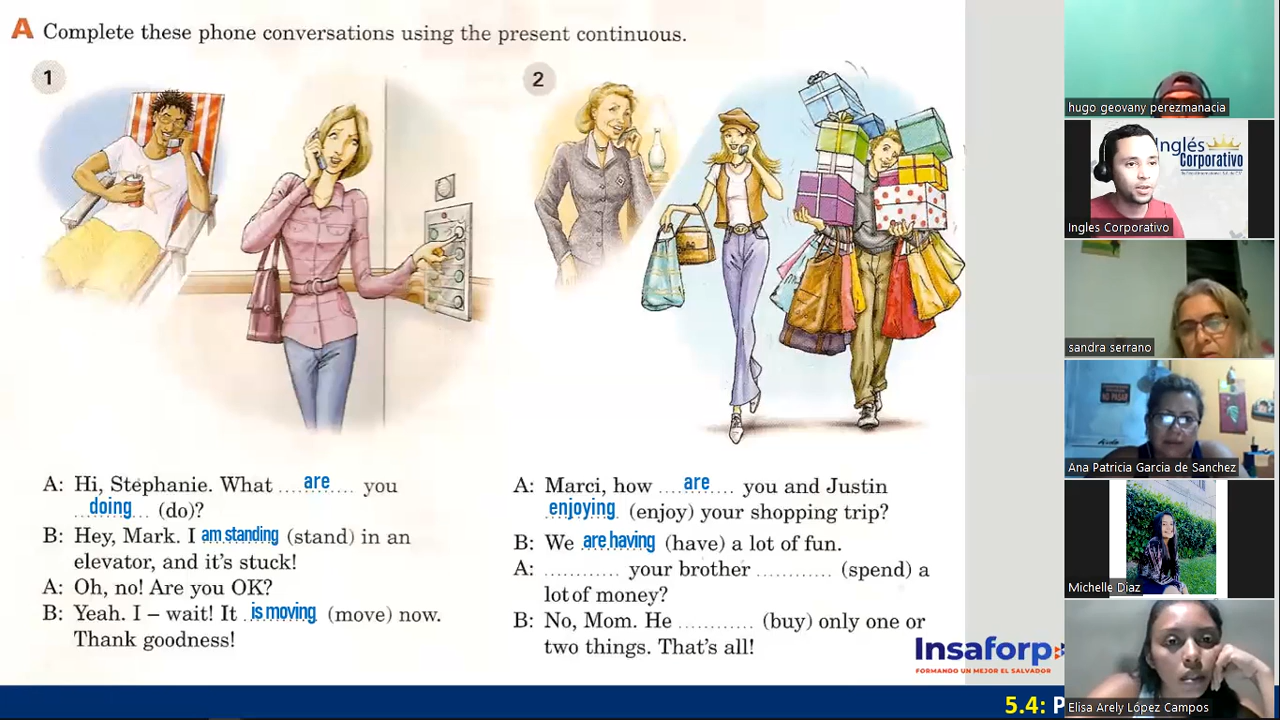 A Complete these phone conversations using the present continuous.
1
2
A: Hi, Stephanie. What are you
doing (do)?
B: Hey, Mark. I am standing (stand) in an
elevator, and it's stuck!
A: Oh, no! Are you OK?
B: Yeah. I – wait! It is moving (move) now.
Thank goodness!
A: Marci, how are you and Justin
enjoying (enjoy) your shopping trip?
B: We are having (have) a lot of fun.
A: ............ your brother ............ (spend) a
lot of money?
B: No, Mom. He ............ (buy) only one or
two things. That's all!
Insaforp
FORMANDO UN MEJOR EL SALVADOR
5.4: P
hugo geovany perezmanacia
Inglés
Corporativo
Ingles Corporativo
sandra serrano
NO PASAR
Ana Patricia Garcia de Sanchez
Michelle Diaz
Elisa Arely López Campos